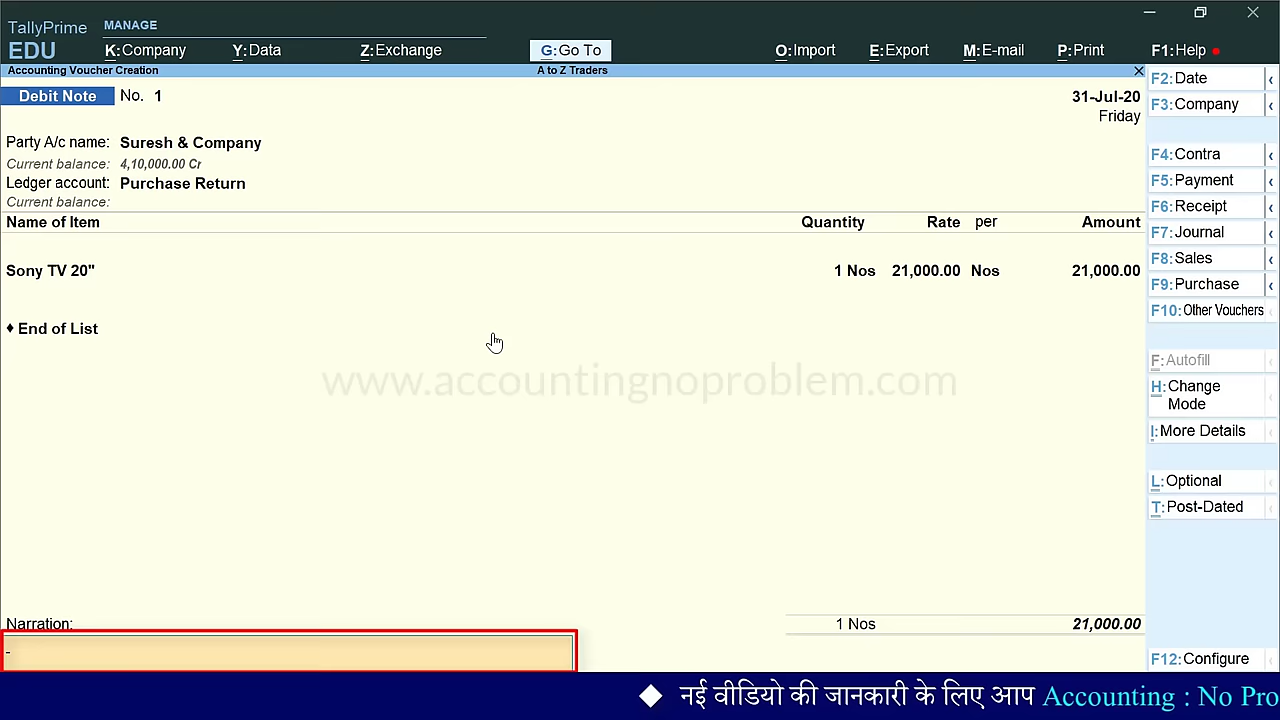 TallyPrime MANAGE
EDU K:Company Y:Data Z:Exchange G:Go To O:Import E:Export M:E-mail P:Print F1:Help
Accounting Voucher Creation A to Z Traders
Debit Note No. 1 31-Jul-20
Friday
Party A/c name: Suresh & Company
Current balance: 4,10,000.00 Cr
Ledger account: Purchase Return
Current balance:
Name of Item Quantity Rate per Amount
Sony TV 20" 1 Nos 21,000.00 Nos 21,000.00
♦ End of List
www.accountingnoproblem.com
Narration: 1 Nos 21,000.00
F2:Date
F3:Company
F4:Contra
F5:Payment
F6:Receipt
F7:Journal
F8:Sales
F9:Purchase
F10:Other Vouchers
F:Autofill
H:Change
Mode
I:More Details
L:Optional
T:Post-Dated
F12:Configure
◆ नई वीडियो की जानकारी के लिए आप Accounting : No Pro